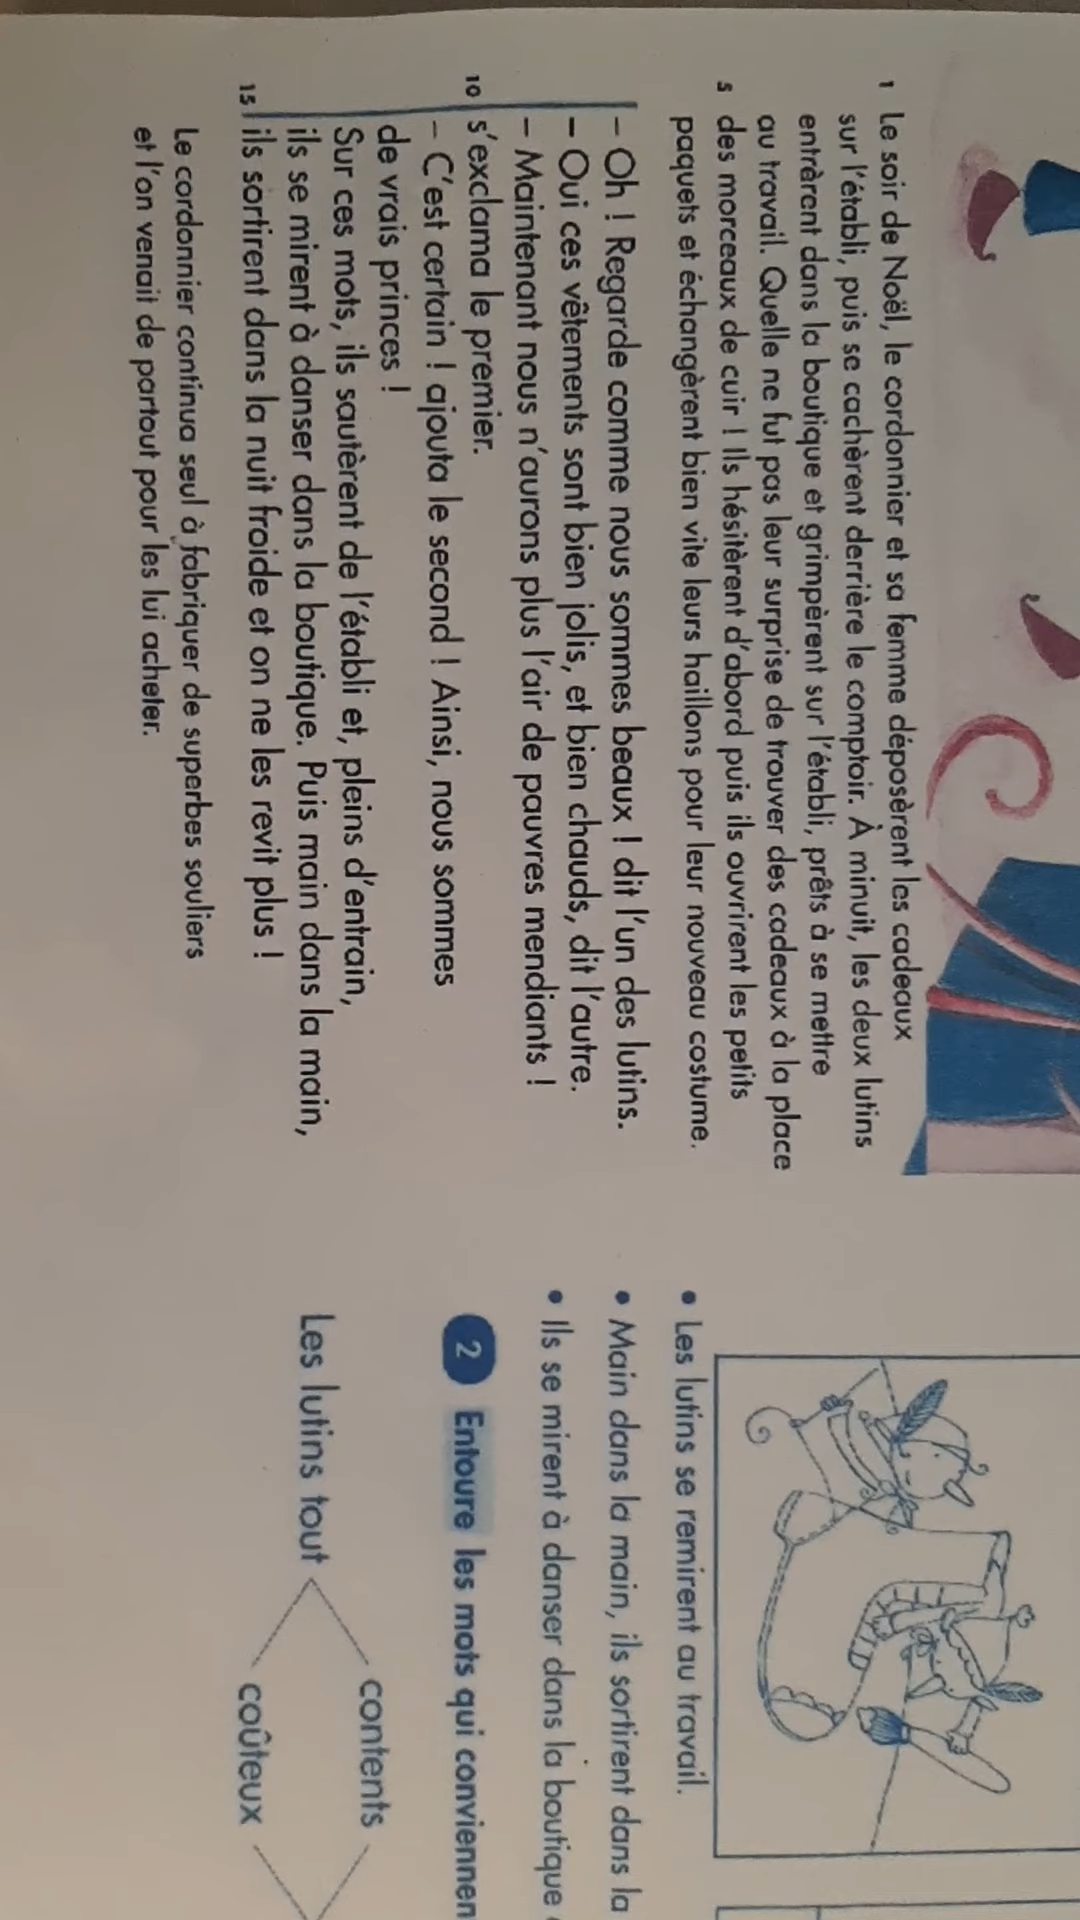 1 Le soir de Noël, le cordonnier et sa femme déposèrent les cadeaux
sur l'établi, puis se cachèrent derrière le comptoir. À minuit, les deux lutins
entrèrent dans la boutique et grimpèrent sur l'établi, prêts à se mettre
au travail. Quelle ne fut pas leur surprise de trouver des cadeaux à la place
5 des morceaux de cuir ! Ils hésitèrent d'abord puis ils ouvrirent les petits
paquets et échangèrent bien vite leurs haillons pour leur nouveau costume.
– Oh ! Regarde comme nous sommes beaux ! dit l'un des lutins.
– Oui ces vêtements sont bien jolis, et bien chauds, dit l'autre.
– Maintenant nous n'aurons plus l'air de pauvres mendiants !
10 s'exclama le premier.
– C'est certain ! ajouta le second ! Ainsi, nous sommes
de vrais princes !
Sur ces mots, ils sautèrent de l'établi et, pleins d'entrain,
ils se mirent à danser dans la boutique. Puis main dans la main,
15 ils sortirent dans la nuit froide et on ne les revit plus !
Le cordonnier continua seul à fabriquer de superbes souliers
et l'on venait de partout pour les lui acheter.
• Les lutins se remirent au travail.
• Main dans la main, ils sortirent dans la
• Ils se mirent à danser dans la boutique
2 Entoure les mots qui convienn
Les lutins tout
contents
coûteux